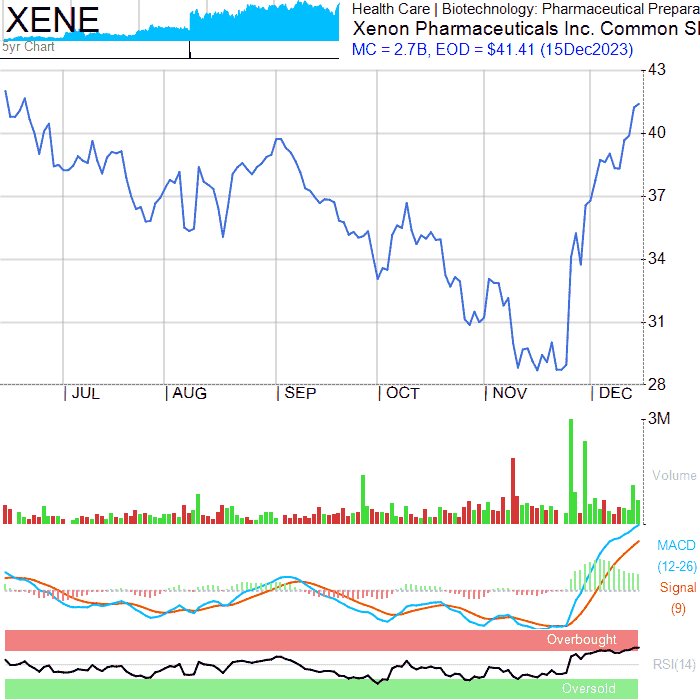 XENE
5yr Chart
Health Care | Biotechnology: Pharmaceutical Prepara
Xenon Pharmaceuticals Inc. Common S
MC = 2.7B, EOD = $41.41 (15Dec2023)
43
40
37
34
31
28
JUL AUG SEP OCT NOV DEC
3M
Volume
MACD
(12-26)
Signal
(9)
Overbought
RSI(14)
Oversold